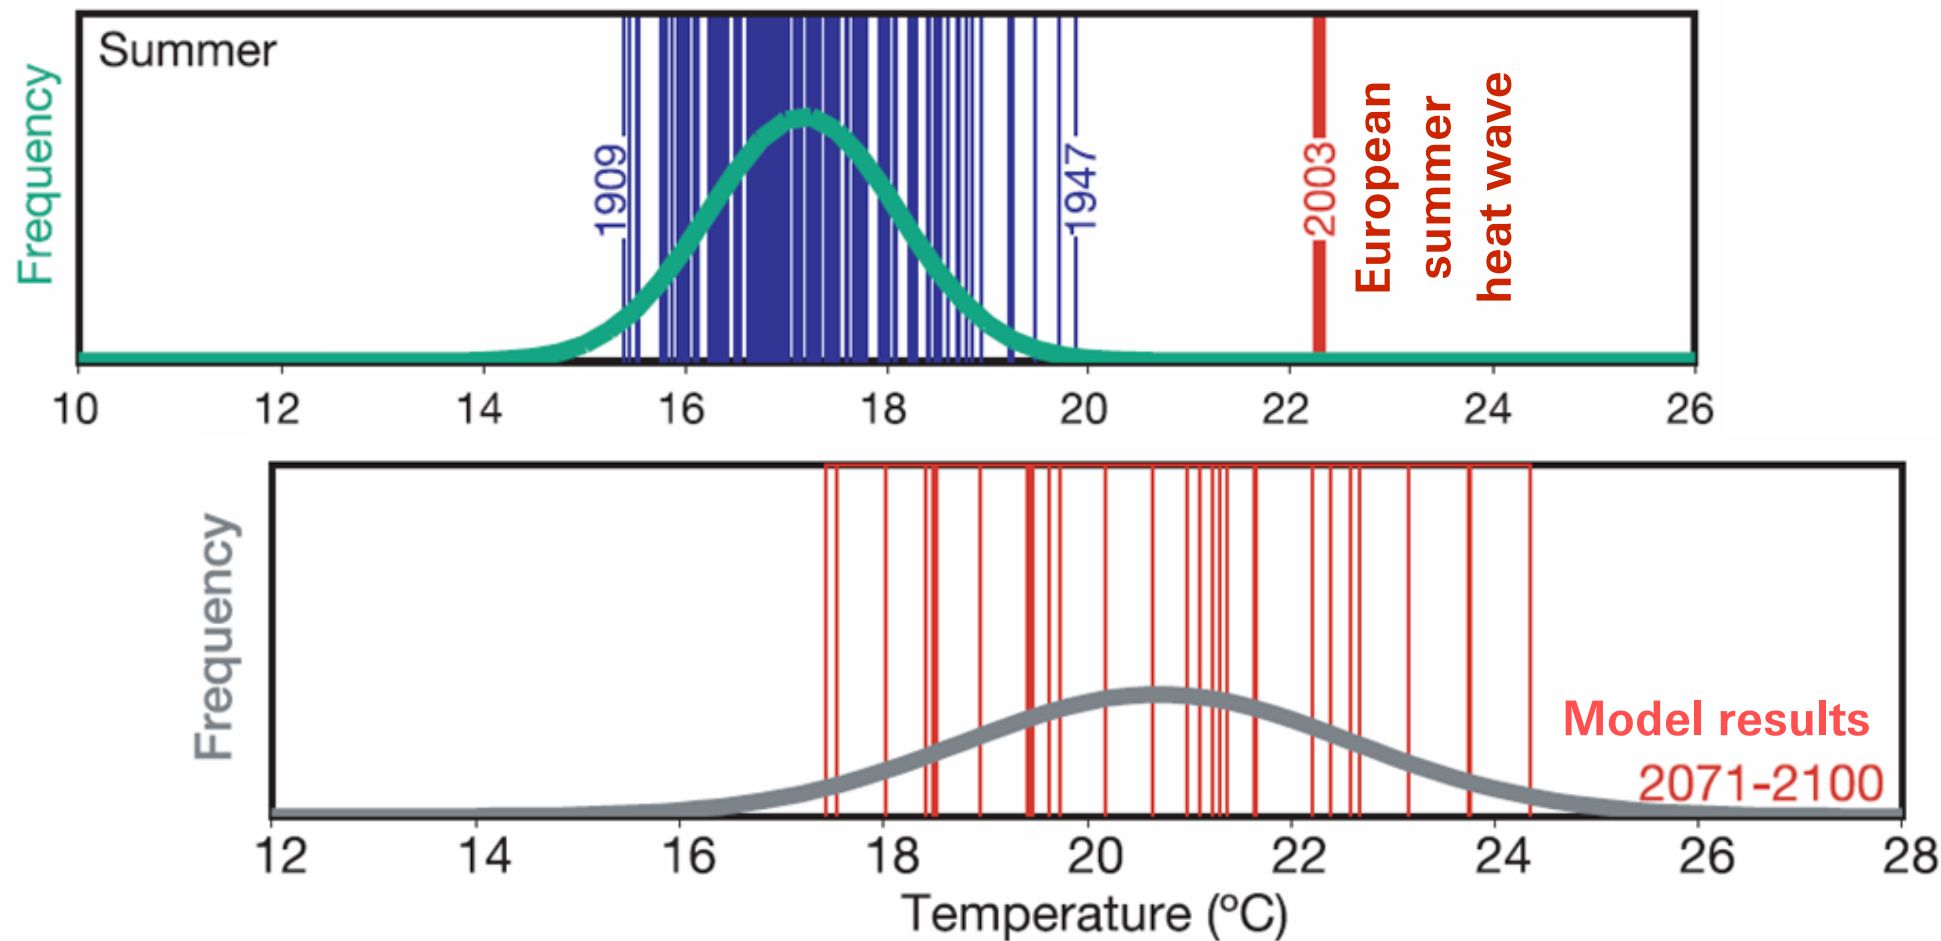 Summer
Frequency
1909
1947
2003
European
summer
heat wave
10 12 14 16 18 20 22 24 26
Frequency
Model results
2071-2100
12 14 16 18 20 22 24 26 28
Temperature (ºC)